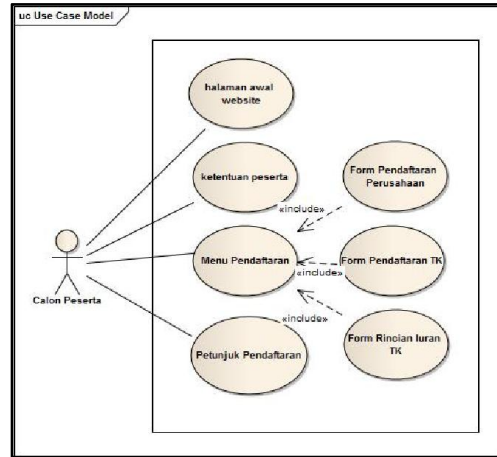 uc Use Case Model
halaman awal
website
ketentuan peserta
Form Pendaftaran
Perusahaan
«include»
Menu Pendaftaran
Form Pendaftaran TK
«include»
Calon Peserta
«include»
Petunjuk Pendaftaran
Form Rincian Iuran
TK